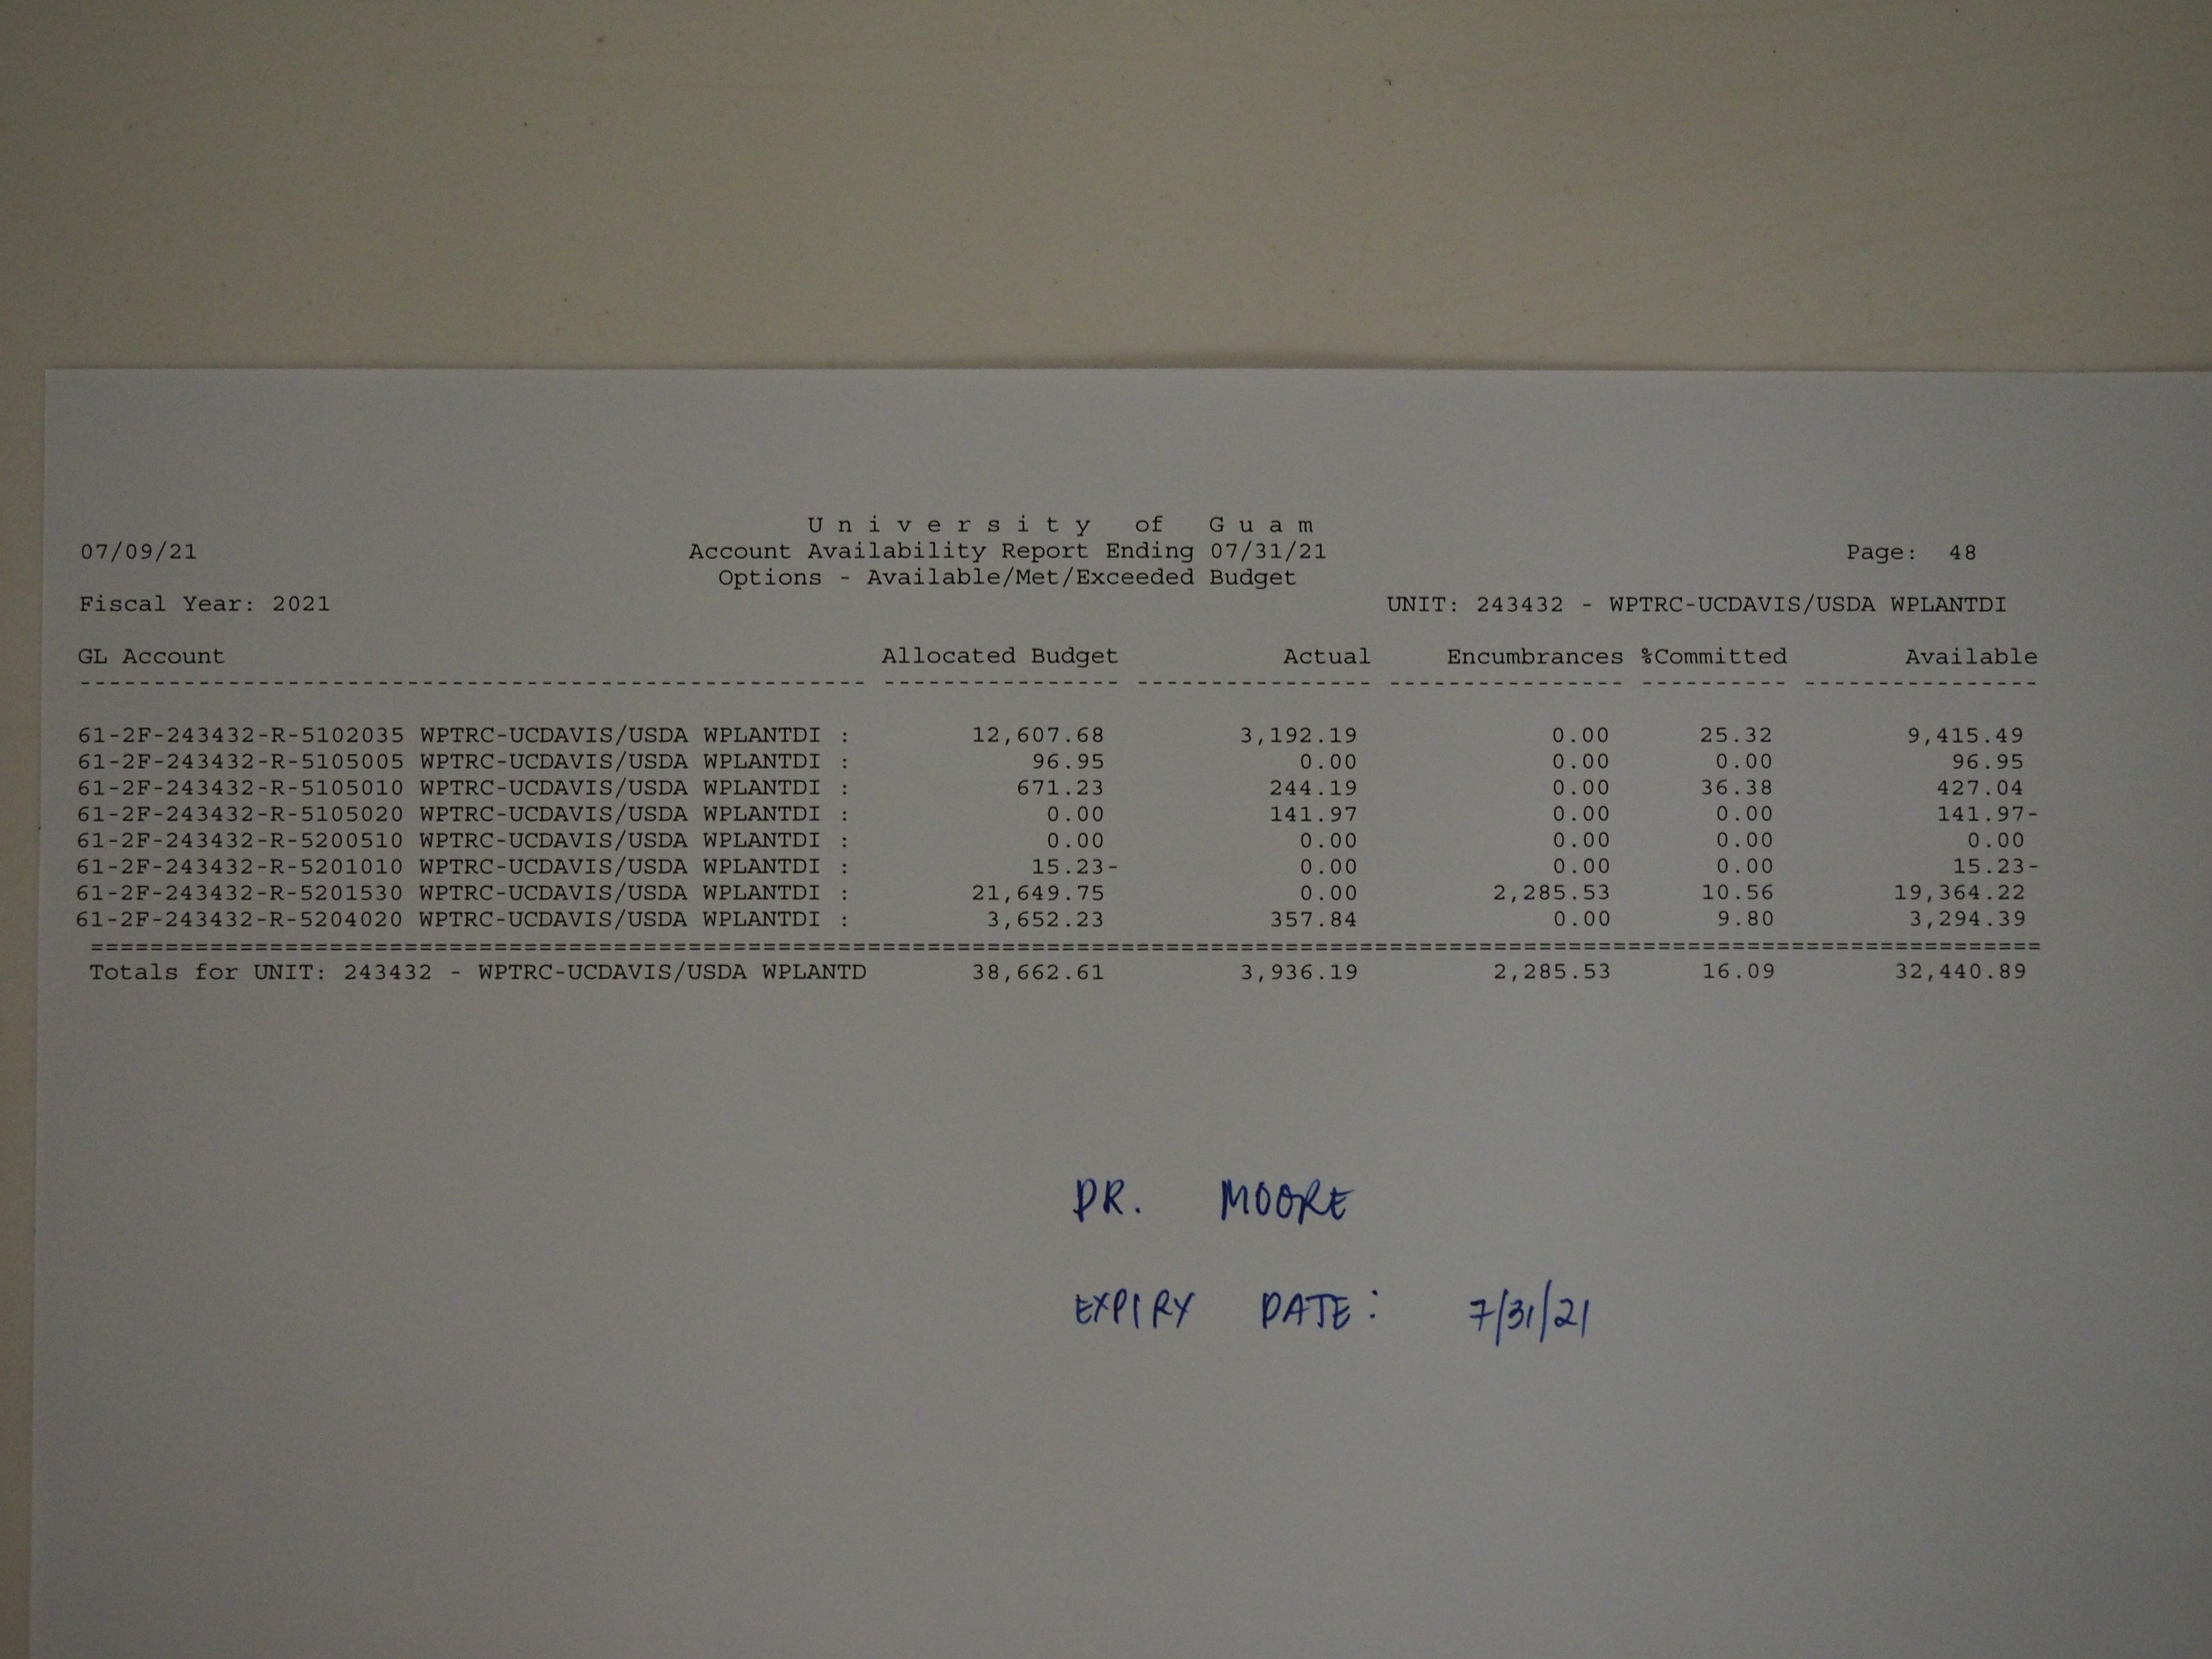 University of Guam
07/09/21 Account Availability Report Ending 07/31/21 Page: 48
Options - Available/Met/Exceeded Budget
Fiscal Year: 2021 UNIT: 243432 - WPTRC-UCDAVIS/USDA WPLANTDI
GL Account Allocated Budget Actual Encumbrances %Committed Available
61-2F-243432-R-5102035 WPTRC-UCDAVIS/USDA WPLANTDI : 12,607.68 3,192.19 0.00 25.32 9,415.49
61-2F-243432-R-5105005 WPTRC-UCDAVIS/USDA WPLANTDI : 96.95 0.00 0.00 0.00 96.95
61-2F-243432-R-5105010 WPTRC-UCDAVIS/USDA WPLANTDI : 671.23 244.19 0.00 36.38 427.04
61-2F-243432-R-5105020 WPTRC-UCDAVIS/USDA WPLANTDI : 0.00 141.97 0.00 0.00 141.97-
61-2F-243432-R-5200510 WPTRC-UCDAVIS/USDA WPLANTDI : 0.00 0.00 0.00 0.00 0.00
61-2F-243432-R-5201010 WPTRC-UCDAVIS/USDA WPLANTDI : 15.23- 0.00 0.00 0.00 15.23-
61-2F-243432-R-5201530 WPTRC-UCDAVIS/USDA WPLANTDI : 21,649.75 0.00 2,285.53 10.56 19,364.22
61-2F-243432-R-5204020 WPTRC-UCDAVIS/USDA WPLANTDI : 3,652.23 357.84 0.00 9.80 3,294.39
Totals for UNIT: 243432 - WPTRC-UCDAVIS/USDA WPLANTD 38,662.61 3,936.19 2,285.53 16.09 32,440.89
DR. MOORE
EXPIRY DATE: 7/31/21